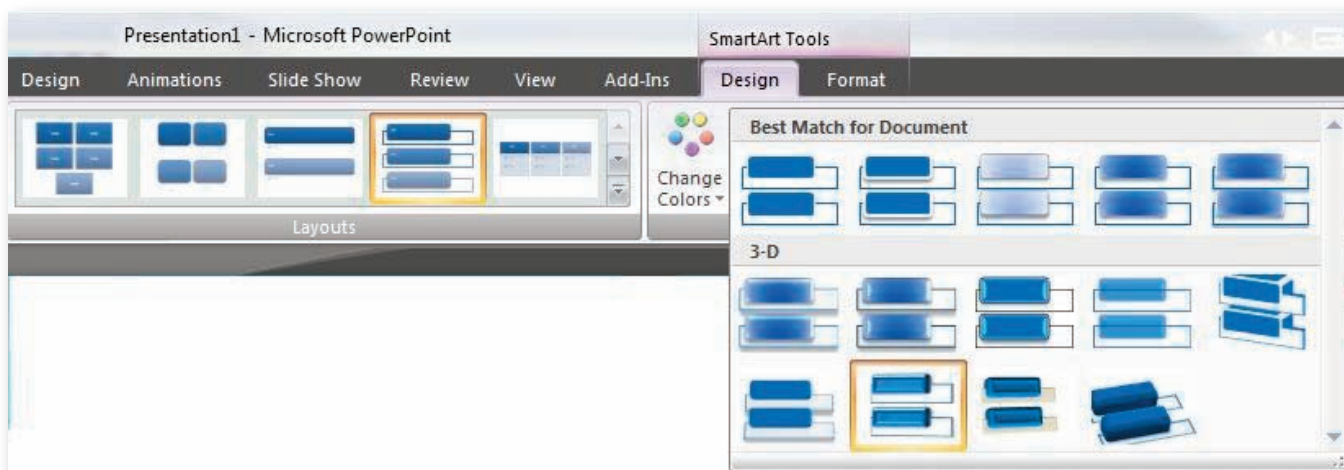 Presentation1 - Microsoft PowerPoint
SmartArt Tools
Design Animations Slide Show Review View Add-Ins Design Format
Best Match for Document
Change
Colors
Layouts
3-D